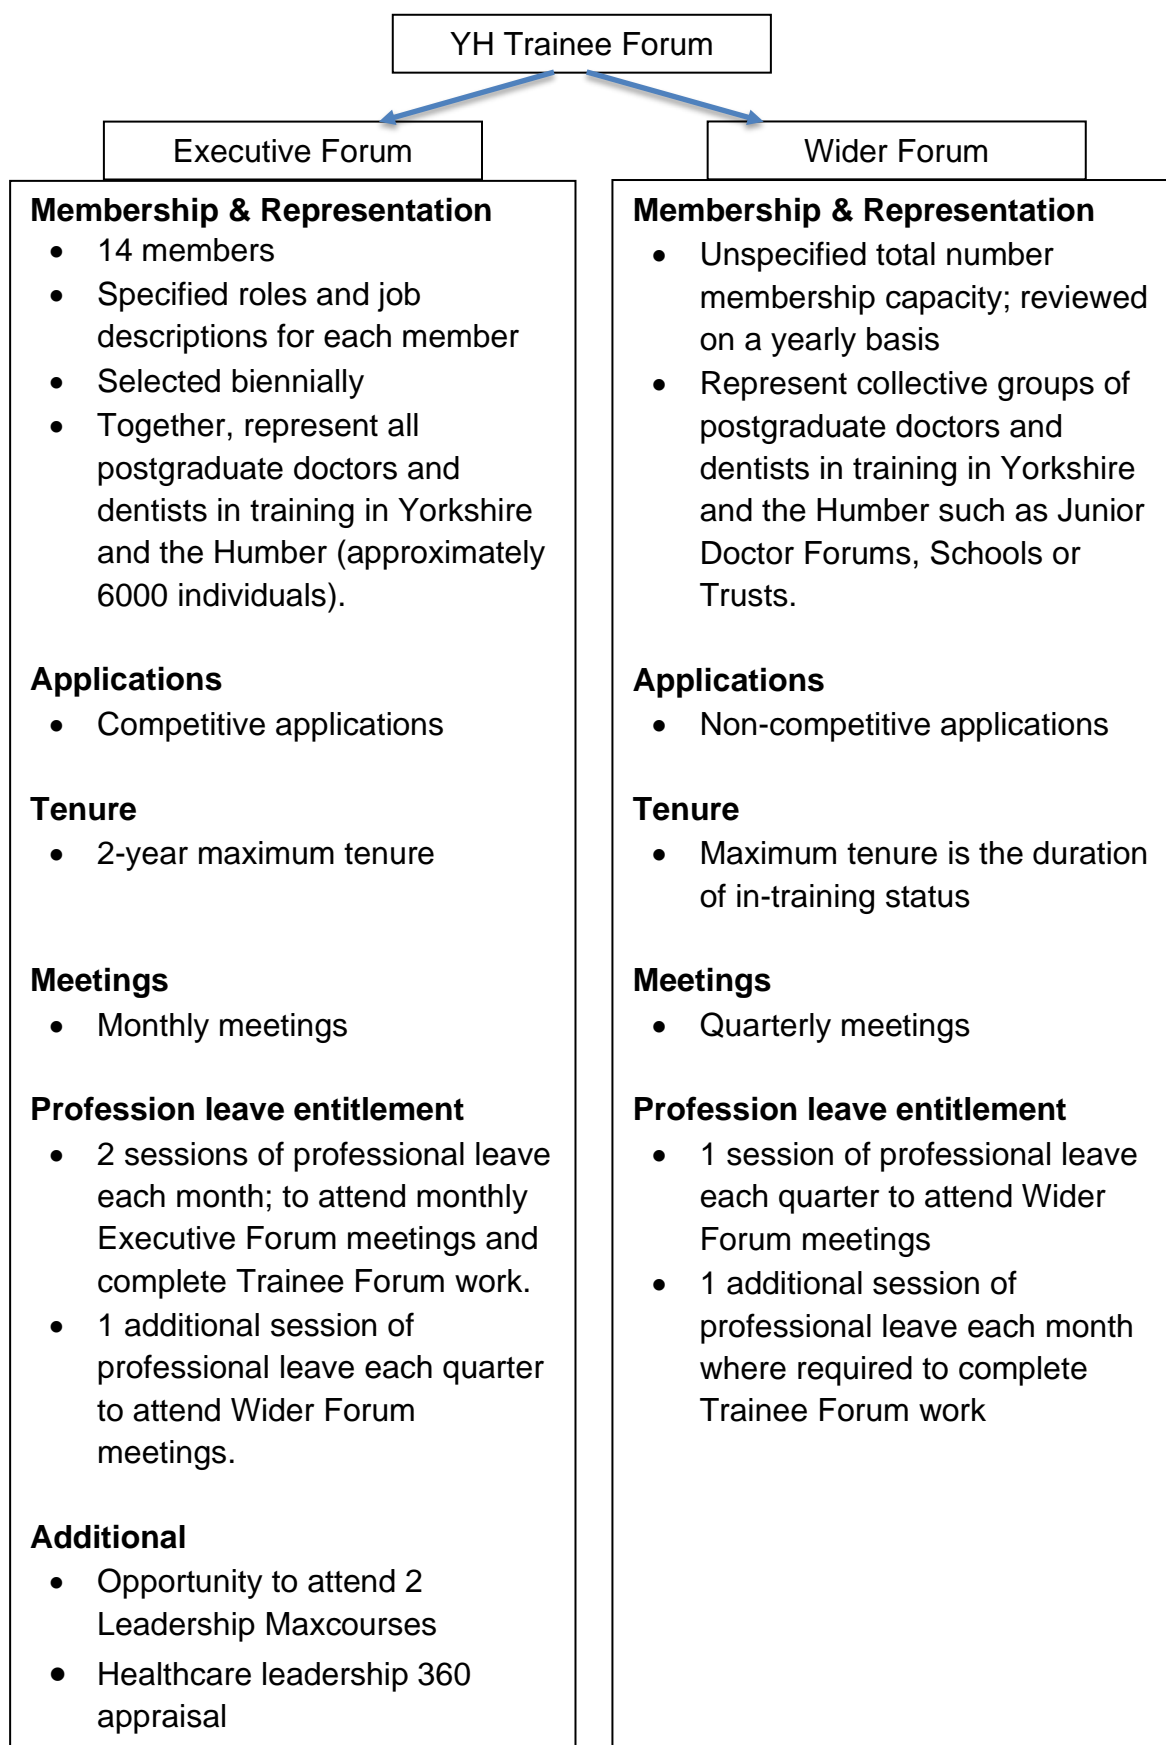 YH Trainee Forum
Executive Forum
Membership & Representation
• 14 members
• Specified roles and job
descriptions for each member
• Selected biennially
• Together, represent all
postgraduate doctors and
dentists in training in Yorkshire
and the Humber (approximately
6000 individuals).
Applications
• Competitive applications
Tenure
• 2-year maximum tenure
Meetings
• Monthly meetings
Profession leave entitlement
• 2 sessions of professional leave
each month; to attend monthly
Executive Forum meetings and
complete Trainee Forum work.
• 1 additional session of
professional leave each quarter
to attend Wider Forum
meetings.
Additional
• Opportunity to attend 2
Leadership Maxcourses
• Healthcare leadership 360
appraisal
Wider Forum
Membership & Representation
• Unspecified total number
membership capacity; reviewed
on a yearly basis
• Represent collective groups of
postgraduate doctors and
dentists in training in Yorkshire
and the Humber such as Junior
Doctor Forums, Schools or
Trusts.
Applications
• Non-competitive applications
Tenure
• Maximum tenure is the duration
of in-training status
Meetings
• Quarterly meetings
Profession leave entitlement
• 1 session of professional leave
each quarter to attend Wider
Forum meetings
• 1 additional session of
professional leave each month
where required to complete
Trainee Forum work